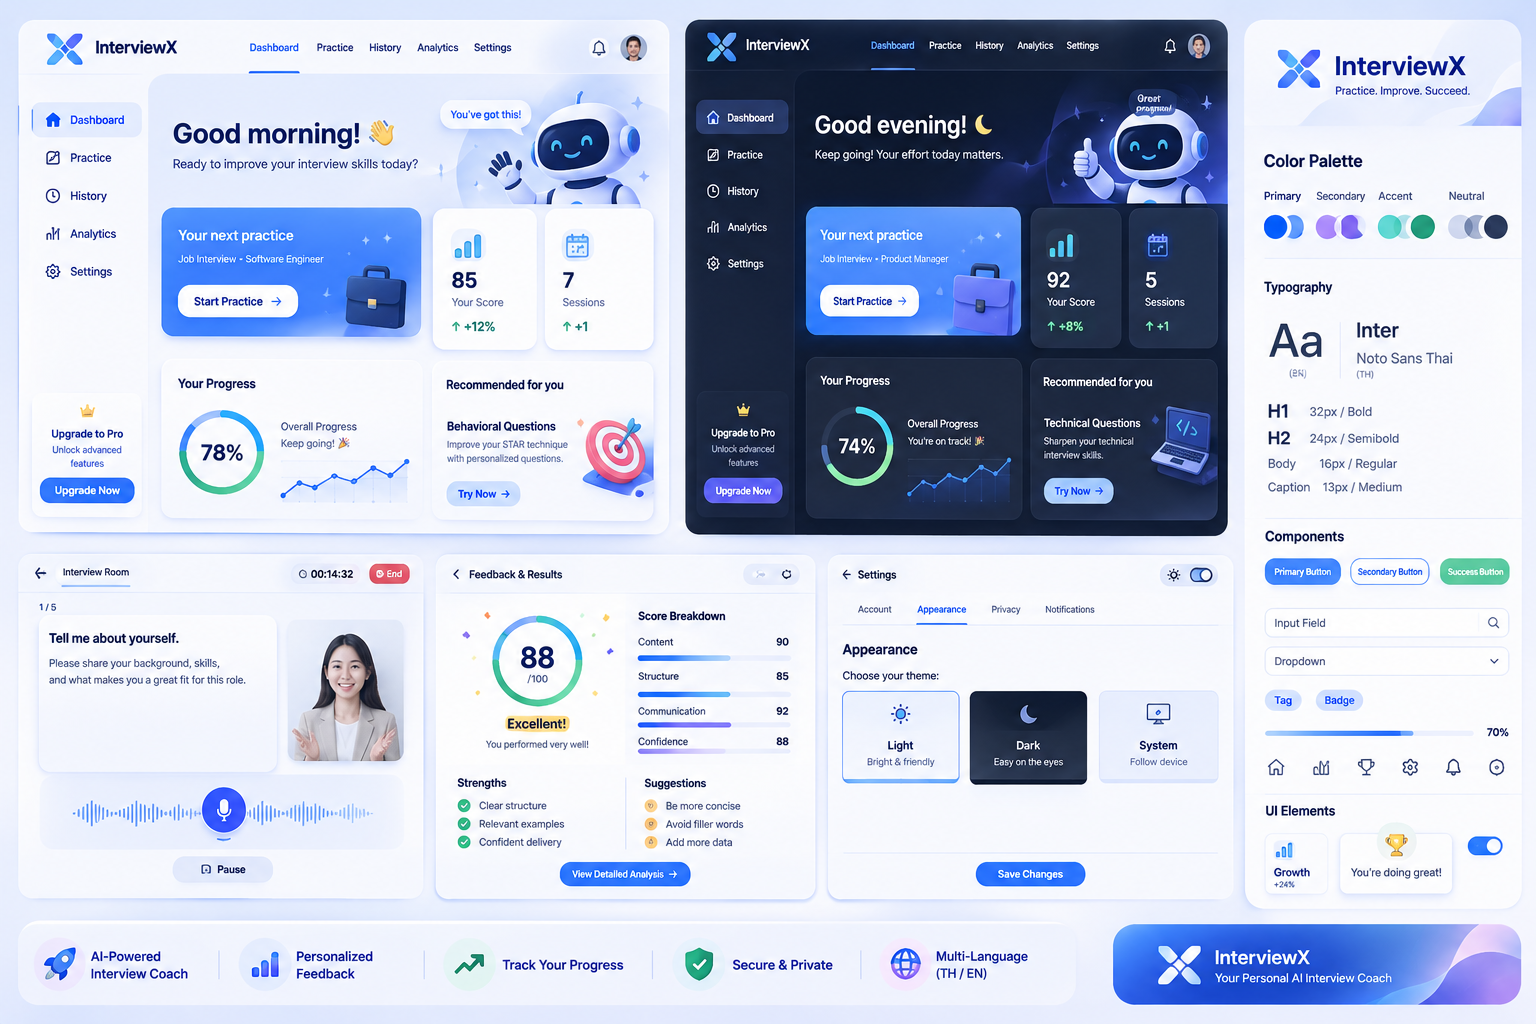 InterviewX
Dashboard
Practice
History
Analytics
Settings
Dashboard
Practice
History
Analytics
Settings
Good morning! 👋
Ready to improve your interview skills today?
You've got this!
Your next practice
Job Interview • Software Engineer
Start Practice →
85
Your Score
↑ +12%
7
Sessions
↑ +1
Your Progress
78%
Overall Progress
Keep going! 🎉
Recommended for you
Behavioral Questions
Improve your STAR technique
with personalized questions.
Try Now →
Upgrade to Pro
Unlock advanced
features
Upgrade Now
InterviewX
Dashboard
Practice
History
Analytics
Settings
Dashboard
Practice
History
Analytics
Settings
Good evening! 🌙
Keep going! Your effort today matters.
Great
Your next practice
Job Interview • Product Manager
Start Practice →
92
Your Score
↑ +8%
5
Sessions
↑ +1
Your Progress
74%
Overall Progress
You're on track! 🎉
Recommended for you
Technical Questions
Sharpen your technical
interview skills.
Try Now →
</>
Upgrade to Pro
Unlock advanced
features
Upgrade Now
InterviewX
Practice. Improve. Succeed.
Color Palette
Primary
Secondary
Accent
Neutral
Typography
Aa
Inter
Noto Sans Thai
(TH)
H1 32px / Bold
H2 24px / Semibold
Body 16px / Regular
Caption 13px / Medium
Components
Primary Button
Secondary Button
Success Button
Input Field
Dropdown
Tag
Badge
70%
UI Elements
Growth
+24%
You're doing great!
← Interview Room
00:14:32
End
1 / 5
Tell me about yourself.
Please share your background, skills,
and what makes you a great fit for this role.
Pause
Feedback & Results
88
/100
Excellent!
You performed very well!
Score Breakdown
Content 90
Structure 85
Communication 92
Confidence 88
Strengths
Clear structure
Relevant examples
Confident delivery
Suggestions
Be more concise
Avoid filler words
Add more data
View Detailed Analysis →
← Settings
Account
Appearance
Privacy
Notifications
Appearance
Choose your theme:
Light
Bright & friendly
Dark
Easy on the eyes
System
Follow device
Save Changes
AI-Powered
Interview Coach
Personalized
Feedback
Track Your Progress
Secure & Private
Multi-Language
(TH / EN)
InterviewX
Your Personal AI Interview Coach